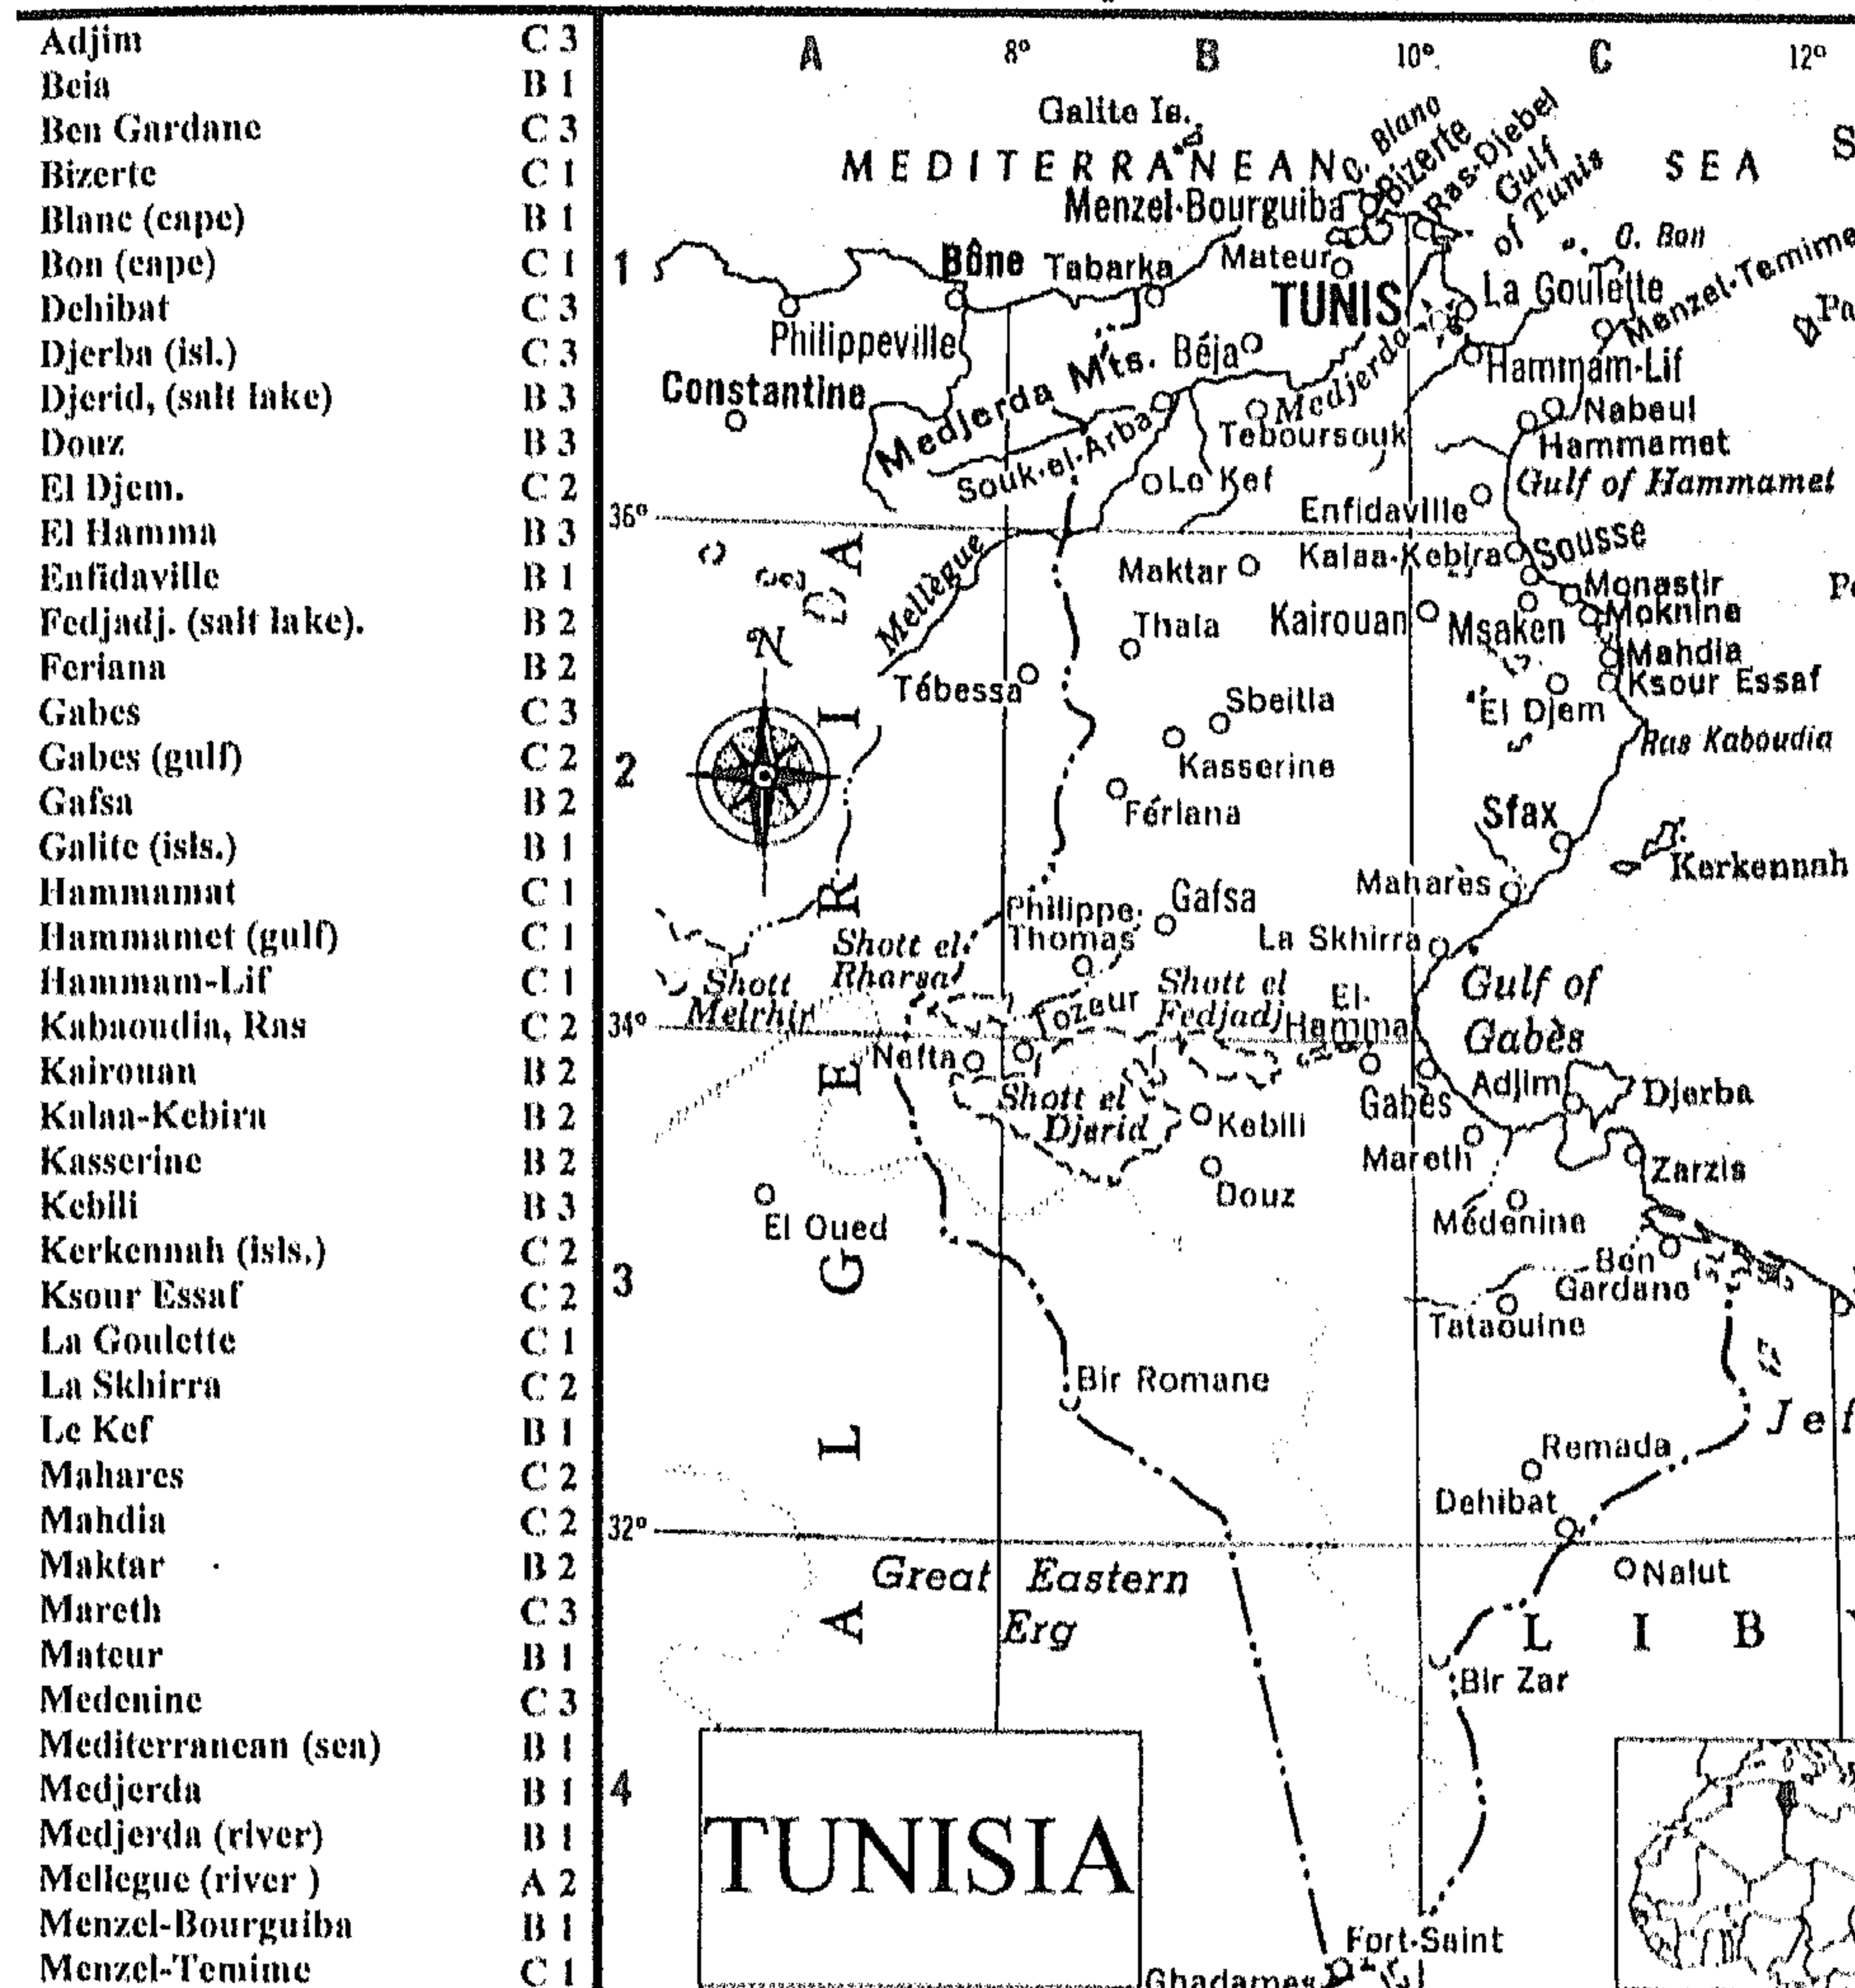 Adjim C 3
Beia B 1
Ben Gardane C 3
Bizerte C 1
Blanc (cape) B 1
Bon (cape) C 1
Dehibat C 3
Djerba (isl.) C 3
Djerid, (salt lake) B 3
Douz B 3
El Djem. C 2
El Hamma B 3
Enfidaville B 1
Fedjadj. (salt lake). B 2
Feriana B 2
Gabes C 3
Gabes (gulf) C 2
Gafsa B 2
Galite (isls.) B 1
Hammamat C 1
Hammamet (gulf) C 1
Hammam-Lif C 1
Kabaoudia, Ras C 2
Kairouan B 2
Kalaa-Kebira B 2
Kasserine B 2
Kebili B 3
Kerkennah (isls.) C 2
Ksour Essaf C 2
La Goulette C 1
La Skhirra C 2
Le Kef B 1
Mahares C 2
Mahdia C 2
Maktar B 2
Mareth C 3
Mateur B 1
Medenine C 3
Mediterranean (sea) B 1
Medjerda B 1
Medjerda (river) B 1
Mellegue (river ) A 2
Menzel-Bourguiba B 1
Menzel-Temime C 1
A 8° B 10° C 12°
Galite Is.
C. Blanc
Bizerte
Ras-Djebel
Gulf
of Tunis
MEDITERRANEAN SEA
S
Menzel-Bourguiba
C. Bon
1
Bône
Tabarka
Mateur
Menzel-Temime
TUNIS
La Goulette
Pa
Philippeville
Medjerda Mts.
Béja
Medjerda
Hammam-Lif
Constantine
Nabeul
Souk-el-Arba
Teboursouk
Hammamet
Le Kef
Gulf of Hammamet
Enfidaville
36°
Mellègue
Maktar
Kalaa-Kebira
Sousse
Monastir
N
Thala
Kairouan
Msaken
Moknine
Mahdia
Tébessa
Ksour Essaf
Sbeitla
El Djem
Ras Kaboudia
2
Kasserine
Fériana
Sfax
Kerkennah
Mahares
Philippe
Thomas
Gafsa
La Skhirra
Shott el
Rharsa
Shott
Melrhir
Shott el
Fedjadj
El
Hamma
Gulf of
Gabès
34°
Tozeur
Nefta
Shott el
Djerid
Kebili
Gabès
Adjim
Djerba
Mareth
Zarzis
Douz
El Oued
Médenine
3
Ben
Gardane
Tataouine
Bir Romane
Jef
Remada
Dehibat
32°
Great Eastern
Erg
Nalut
ALGERIA
LIB
Bir Zar
4
TUNISIA
Fort-Saint
Ghadames